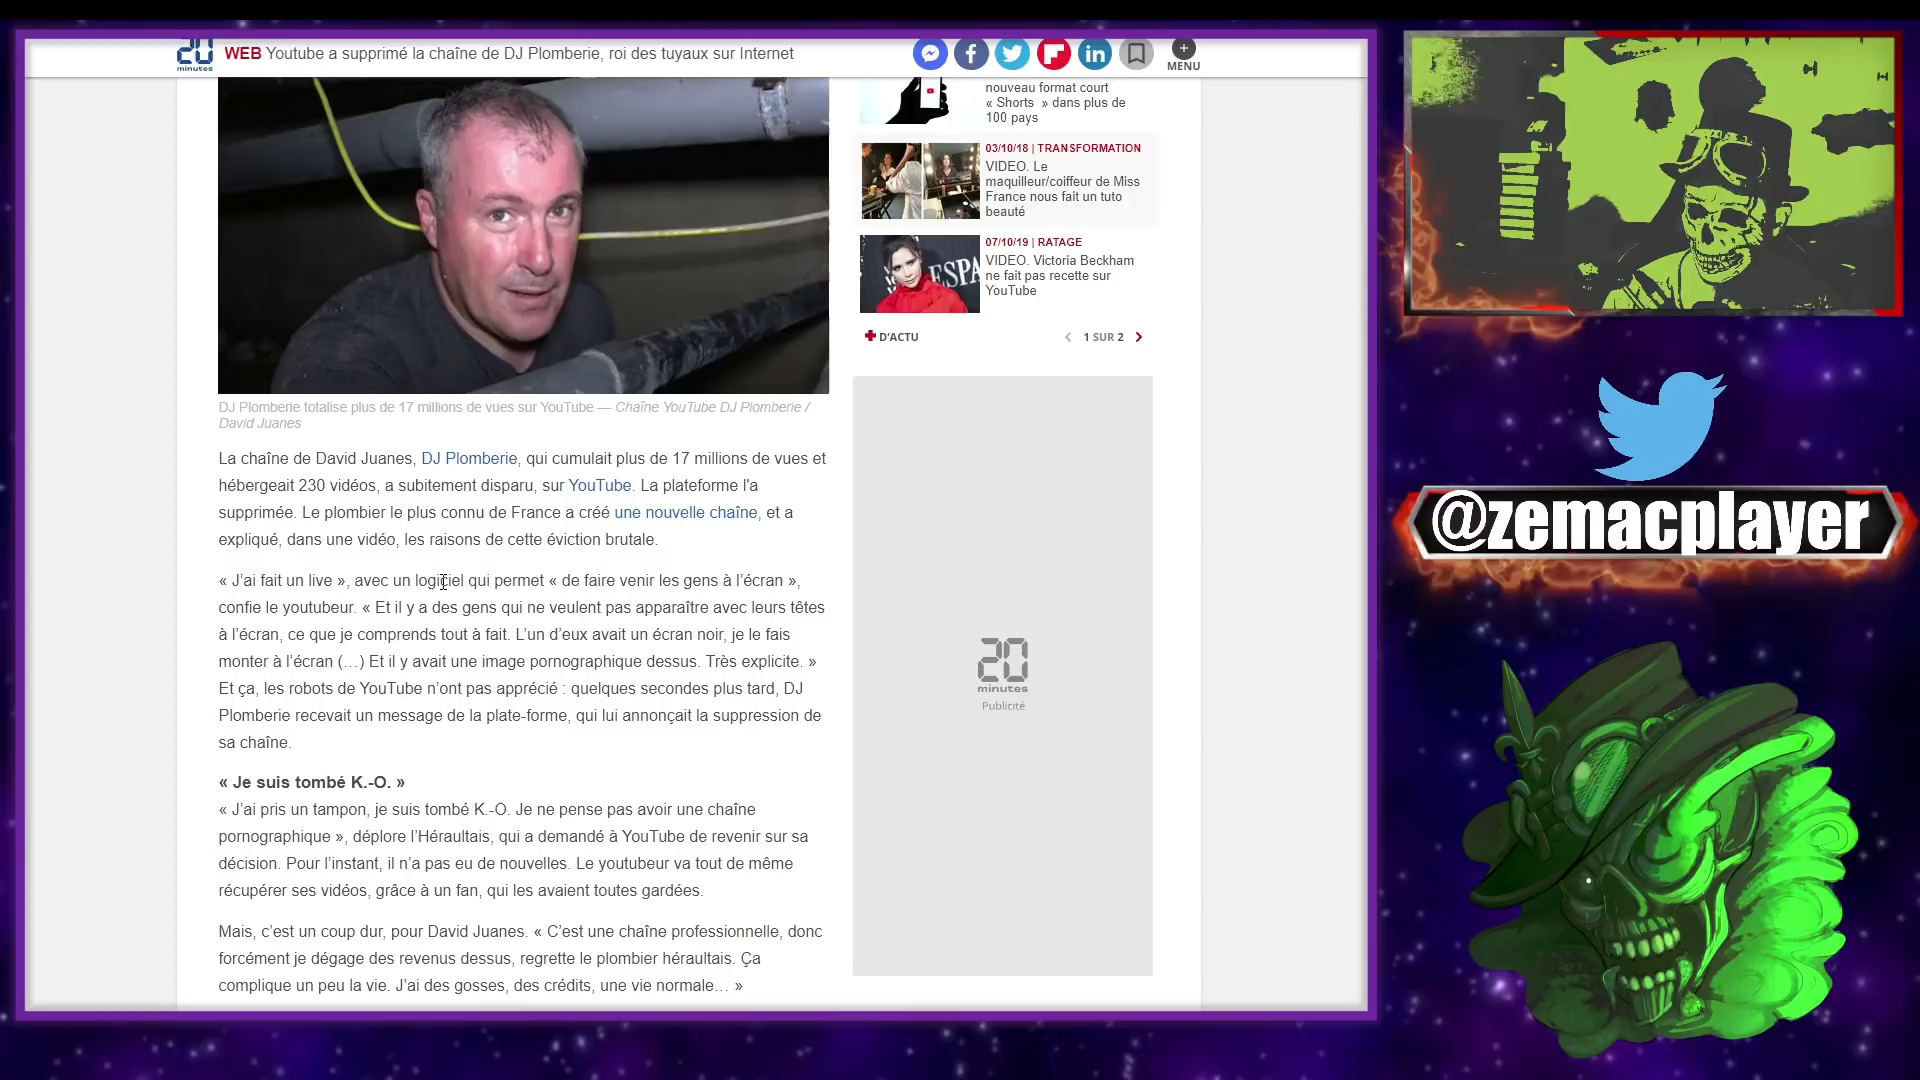 20 minutes
WEB Youtube a supprimé la chaîne de DJ Plomberie, roi des tuyaux sur Internet
MENU
DJ Plomberie totalise plus de 17 millions de vues sur YouTube — Chaîne YouTube DJ Plomberie /
David Juanes
La chaîne de David Juanes, DJ Plomberie, qui cumulait plus de 17 millions de vues et
hébergeait 230 vidéos, a subitement disparu, sur YouTube. La plateforme l'a
supprimée. Le plombier le plus connu de France a créé une nouvelle chaîne, et a
expliqué, dans une vidéo, les raisons de cette éviction brutale.
« J’ai fait un live », avec un logiciel qui permet « de faire venir les gens à l’écran »,
confie le youtubeur. « Et il y a des gens qui ne veulent pas apparaître avec leurs têtes
à l’écran, ce que je comprends tout à fait. L’un d’eux avait un écran noir, je le fais
monter à l’écran (…) Et il y avait une image pornographique dessus. Très explicite. »
Et ça, les robots de YouTube n’ont pas apprécié : quelques secondes plus tard, DJ
Plomberie recevait un message de la plate-forme, qui lui annonçait la suppression de
sa chaîne.
« Je suis tombé K.-O. »
« J’ai pris un tampon, je suis tombé K.-O. Je ne pense pas avoir une chaîne
pornographique », déplore l’Héraultais, qui a demandé à YouTube de revenir sur sa
décision. Pour l’instant, il n’a pas eu de nouvelles. Le youtubeur va tout de même
récupérer ses vidéos, grâce à un fan, qui les avaient toutes gardées.
Mais, c’est un coup dur, pour David Juanes. « C’est une chaîne professionnelle, donc
forcément je dégage des revenus dessus, regrette le plombier héraultais. Ça
complique un peu la vie. J’ai des gosses, des crédits, une vie normale… »
nouveau format court
« Shorts » dans plus de
100 pays
03/10/18 | TRANSFORMATION
VIDEO. Le
maquilleur/coiffeur de Miss
France nous fait un tuto
beauté
ESPA
07/10/19 | RATAGE
VIDEO. Victoria Beckham
ne fait pas recette sur
YouTube
D'ACTU
1 SUR 2
20
minutes
Publicité
@zemacplayer